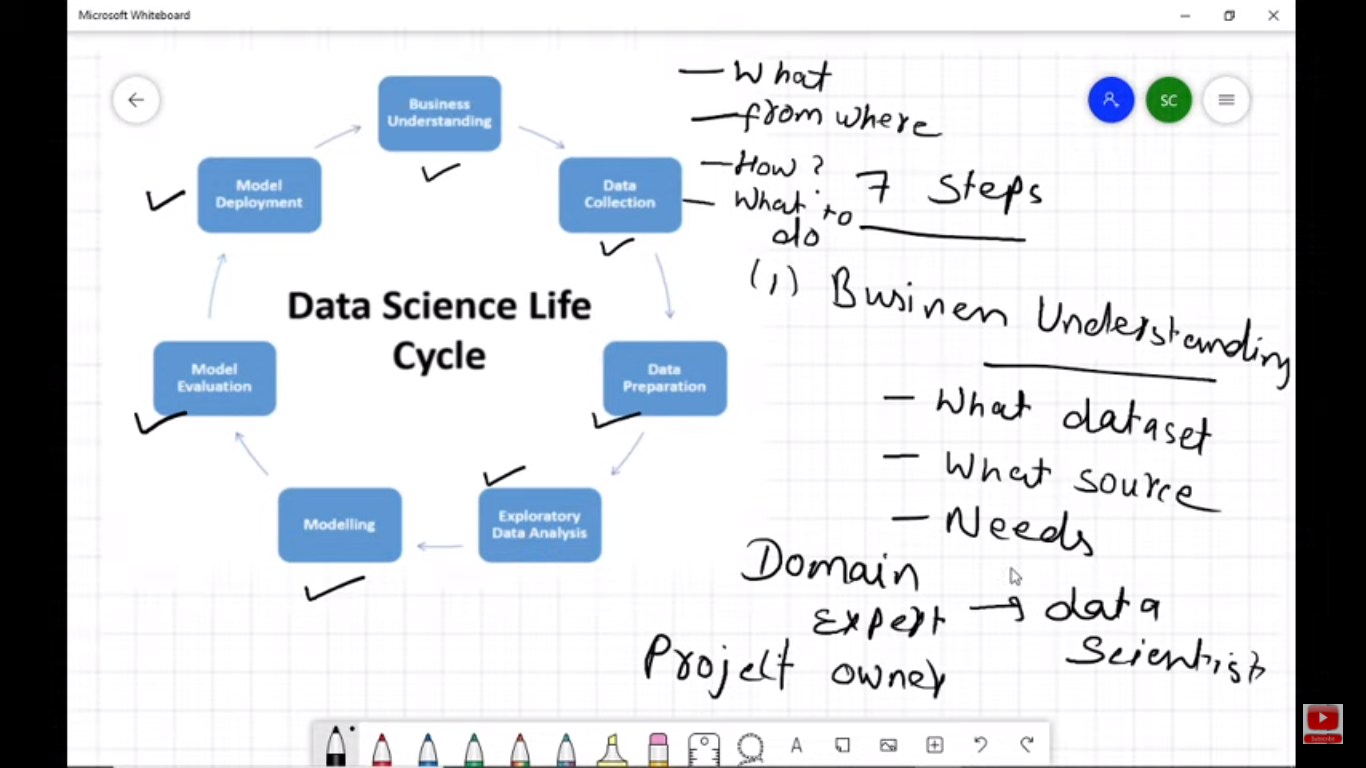 Microsoft Whiteboard
Business
Understanding
Data
Collection
Data
Preparation
Exploratory
Data Analysis
Modelling
Model
Evaluation
Model
Deployment
Data Science Life
Cycle
— What
— from where
— How ?
— What to
do
7 Steps
(1) Businen Understanding
— What dataset
— What source
— Needs
Domain
Expert → data
Scientist
Project owner
SC
A
Subscribe